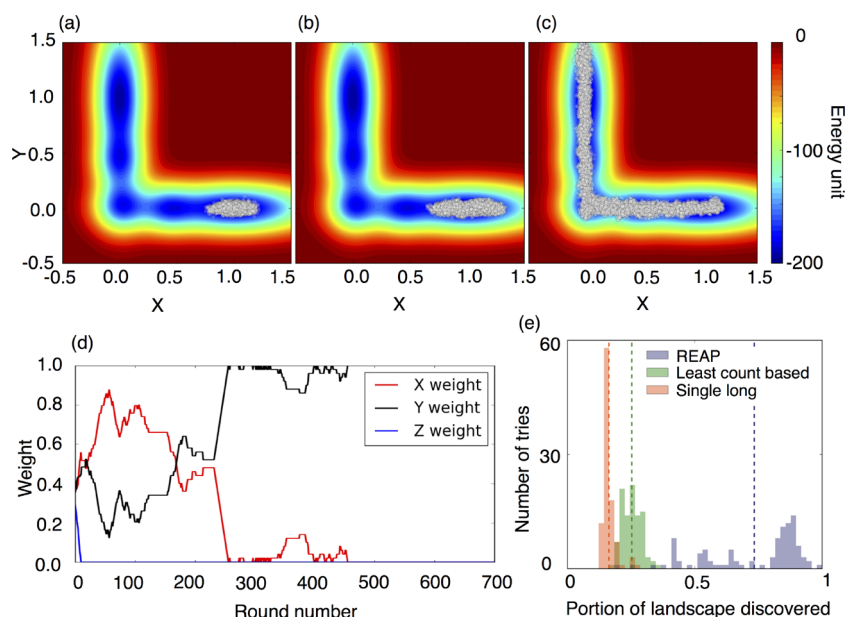 (a)
(b)
(c)
1.5
1.0
Y
0.5
0.0
-0.5
-0.5 0.0 0.5 1.0 1.5
X
0.0 0.5 1.0 1.5
X
0.0 0.5 1.0 1.5
X
0
-100
-200
Energy unit
(d)
1.0
0.8
0.6
0.4
0.2
0.0
Weight
X weight
Y weight
Z weight
0 100 200 300 400 500 600 700
Round number
(e)
60
30
0
Number of tries
REAP
Least count based
Single long
0 0.5 1
Portion of landscape discovered